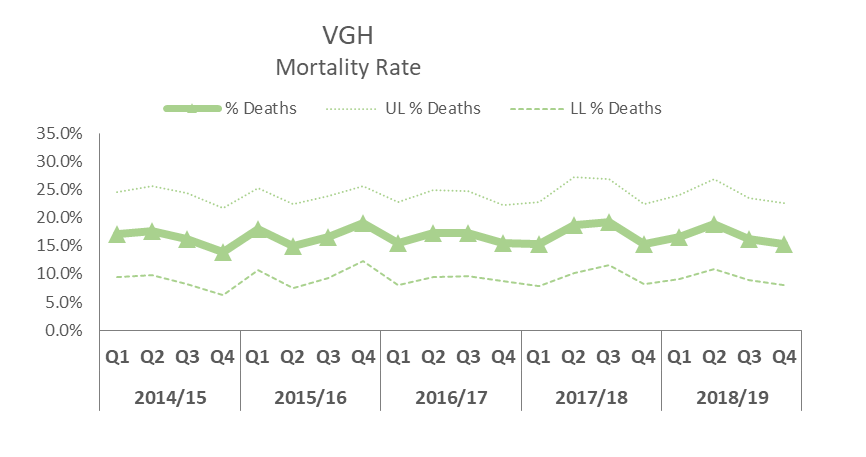 VGH
Mortality Rate
% Deaths UL % Deaths LL % Deaths
35.0%
30.0%
25.0%
20.0%
15.0%
10.0%
5.0%
0.0%
Q1 Q2 Q3 Q4 Q1 Q2 Q3 Q4 Q1 Q2 Q3 Q4 Q1 Q2 Q3 Q4 Q1 Q2 Q3 Q4
2014/15 2015/16 2016/17 2017/18 2018/19